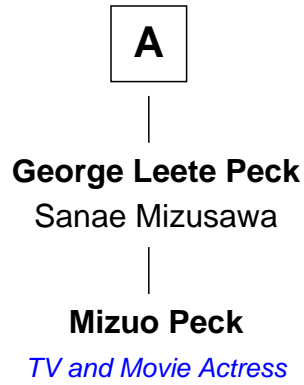 A
George Leete Peck
Sanae Mizusawa
Mizuo Peck
TV and Movie Actress